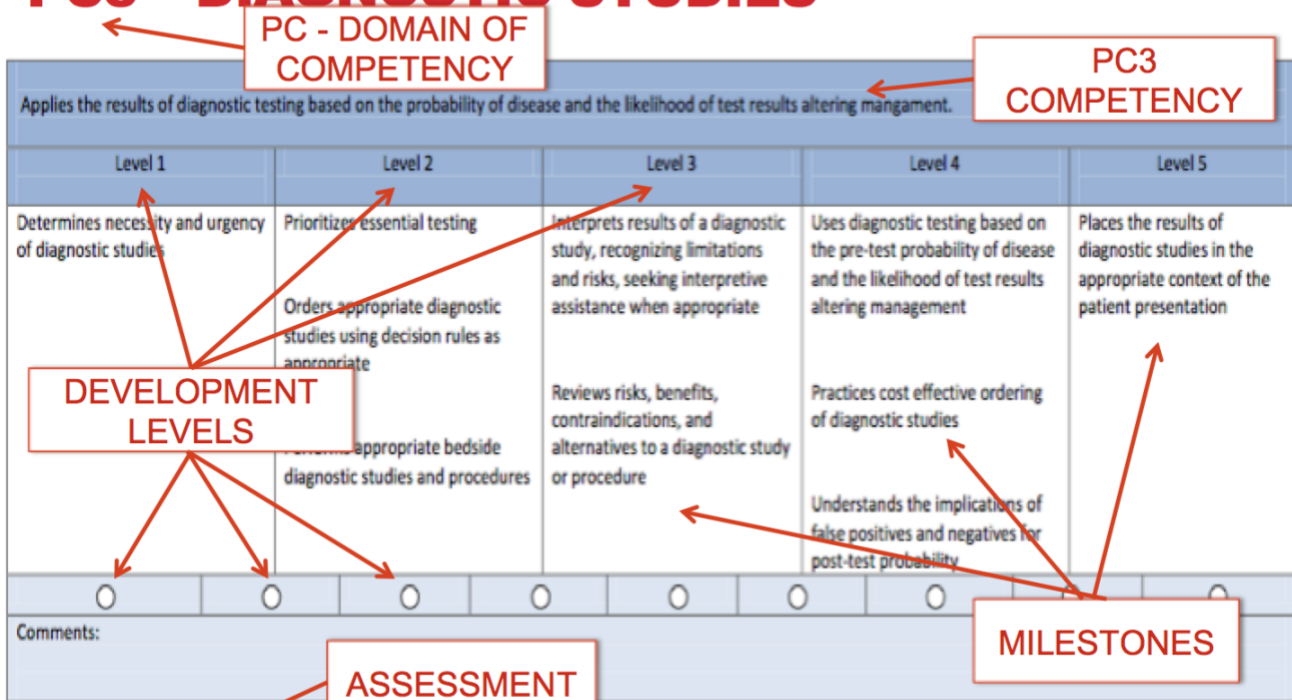 DIAGNOSTIC STUDIES
PC - DOMAIN OF
COMPETENCY
PC3
COMPETENCY
Applies the results of diagnostic testing based on the probability of disease and the likelihood of test results altering mangament.
Level 1
Level 2
Level 3
Level 4
Level 5
Determines necessity and urgency
of diagnostic studies
Prioritizes essential testing
Orders appropriate diagnostic
studies using decision rules as
appropriate
appropriate bedside
diagnostic studies and procedures
Interprets results of a diagnostic
study, recognizing limitations
and risks, seeking interpretive
assistance when appropriate
Reviews risks, benefits,
contraindications, and
alternatives to a diagnostic study
or procedure
Uses diagnostic testing based on
the pre-test probability of disease
and the likelihood of test results
altering management
Practices cost effective ordering
of diagnostic studies
Understands the implications of
false positives and negatives for
post-test probability
Places the results of
diagnostic studies in the
appropriate context of the
patient presentation
DEVELOPMENT
LEVELS
Comments:
MILESTONES
ASSESSMENT